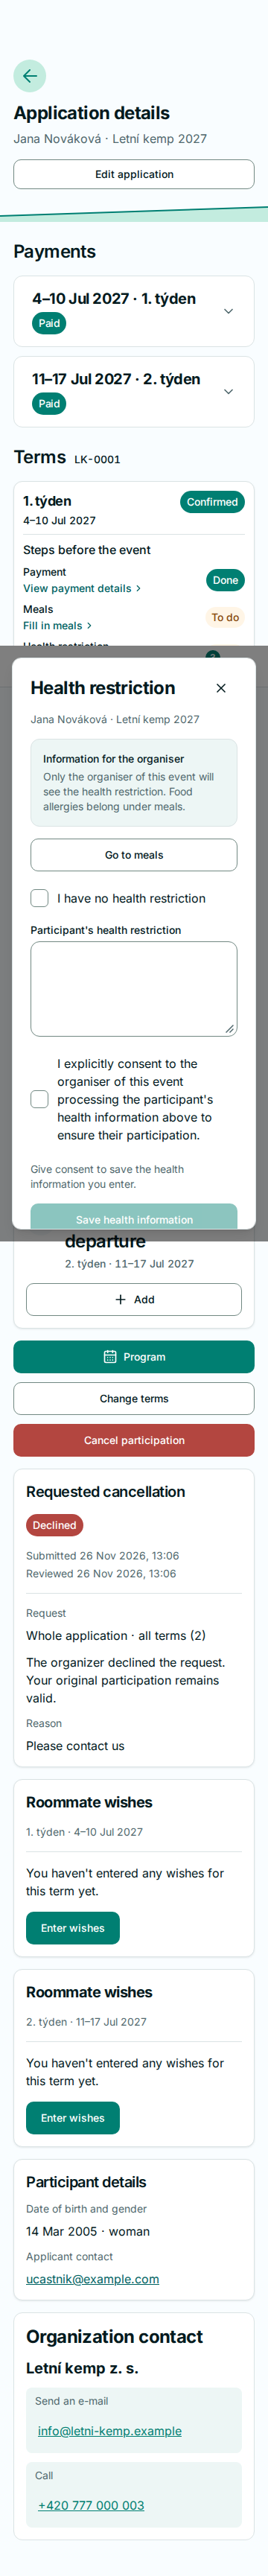 Application details
Jana Nováková · Letní kemp 2027
Edit application
Payments
4–10 Jul 2027 · 1. týden
Paid
11–17 Jul 2027 · 2. týden
Paid
Terms LK-0001
1. týden
Confirmed
4–10 Jul 2027
Steps before the event
Payment
View payment details
Done
Meals
Fill in meals
To do
Health restriction
Health restriction
Jana Nováková · Letní kemp 2027
Information for the organiser
Only the organiser of this event will
see the health restriction. Food
allergies belong under meals.
Go to meals
I have no health restriction
Participant's health restriction
I explicitly consent to the
organiser of this event
processing the participant's
health information above to
ensure their participation.
Give consent to save the health
information you enter.
Save health information
departure
2. týden · 11–17 Jul 2027
Add
Program
Change terms
Cancel participation
Requested cancellation
Declined
Submitted 26 Nov 2026, 13:06
Reviewed 26 Nov 2026, 13:06
Request
Whole application · all terms (2)
The organizer declined the request.
Your original participation remains
valid.
Reason
Please contact us
Roommate wishes
1. týden · 4–10 Jul 2027
You haven't entered any wishes for
this term yet.
Enter wishes
Roommate wishes
2. týden · 11–17 Jul 2027
You haven't entered any wishes for
this term yet.
Enter wishes
Participant details
Date of birth and gender
14 Mar 2005 · woman
Applicant contact
ucastnik@example.com
Organization contact
Letní kemp z. s.
Send an e-mail
info@letni-kemp.example
Call
+420 777 000 003